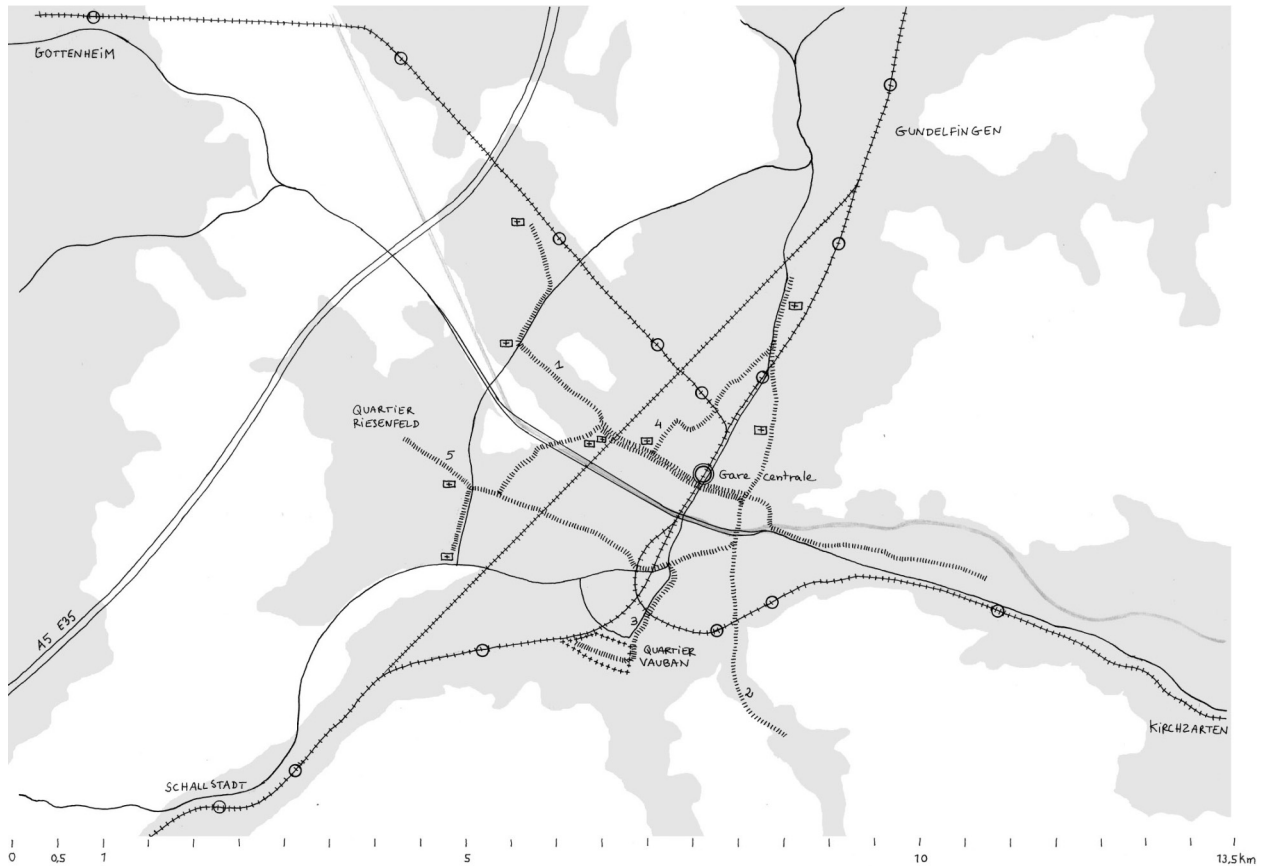 GOTTENHEIM
GUNDELFINGEN
1
QUARTIER
RIESENFELD
4
5
Gare centrale
A5 E35
3
QUARTIER
VAUBAN
2
KIRCHZARTEN
SCHALLSTADT
0 0,5 1 5 10 13,5 km